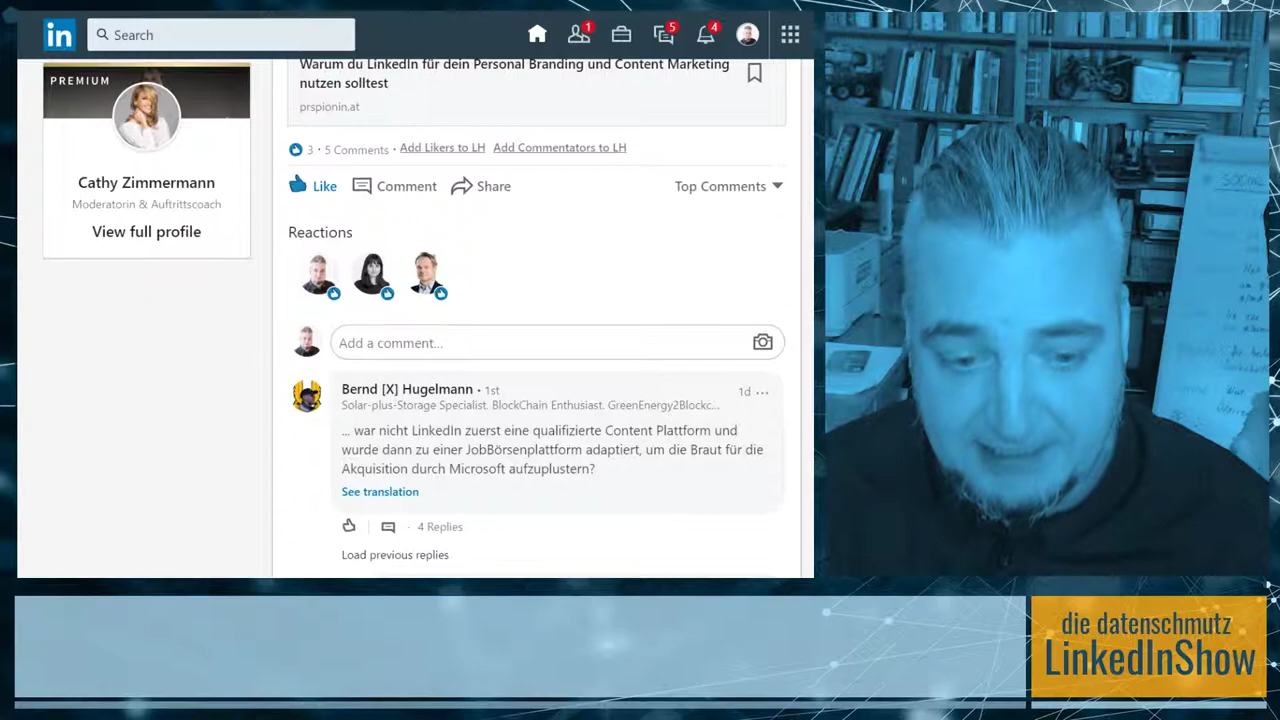 in
Search
1
5
4
PREMIUM
Cathy Zimmermann
Moderatorin & Auftrittscoach
View full profile
Warum du LinkedIn für dein Personal Branding und Content Marketing
nutzen solltest
prspionin.at
3 • 5 Comments • Add Likers to LH Add Commentators to LH
Like Comment Share Top Comments
Reactions
Add a comment...
Bernd [X] Hugelmann • 1st
1d ...
Solar-plus-Storage Specialist. BlockChain Enthusiast. GreenEnergy2Blockc...
... war nicht LinkedIn zuerst eine qualifizierte Content Plattform und
wurde dann zu einer JobBörsenplattform adaptiert, um die Braut für die
Akquisition durch Microsoft aufzuplustern?
See translation
· 4 Replies
Load previous replies
die datenschmutz
LinkedInShow